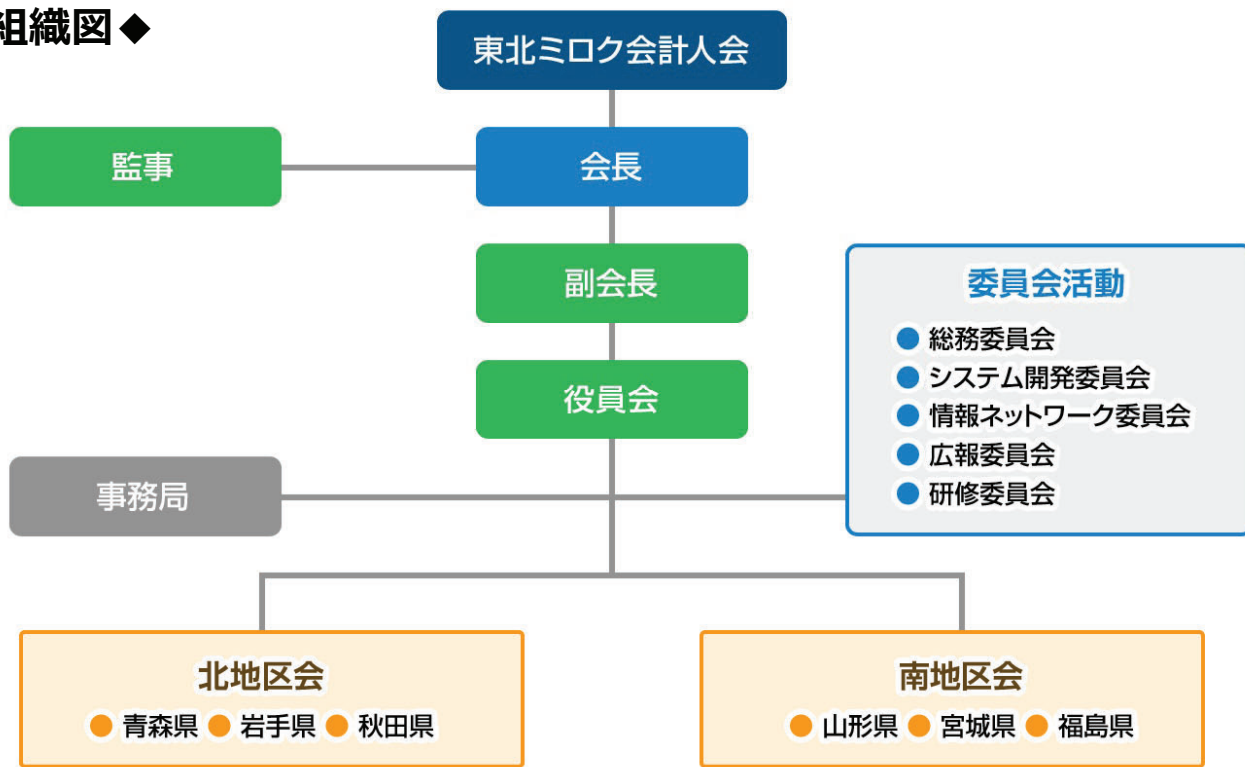 組織図◆
東北ミロク会計人会
監事
会長
副会長
役員会
事務局
委員会活動
● 総務委員会
● システム開発委員会
● 情報ネットワーク委員会
● 広報委員会
● 研修委員会
北地区会
● 青森県 ● 岩手県 ● 秋田県
南地区会
● 山形県 ● 宮城県 ● 福島県